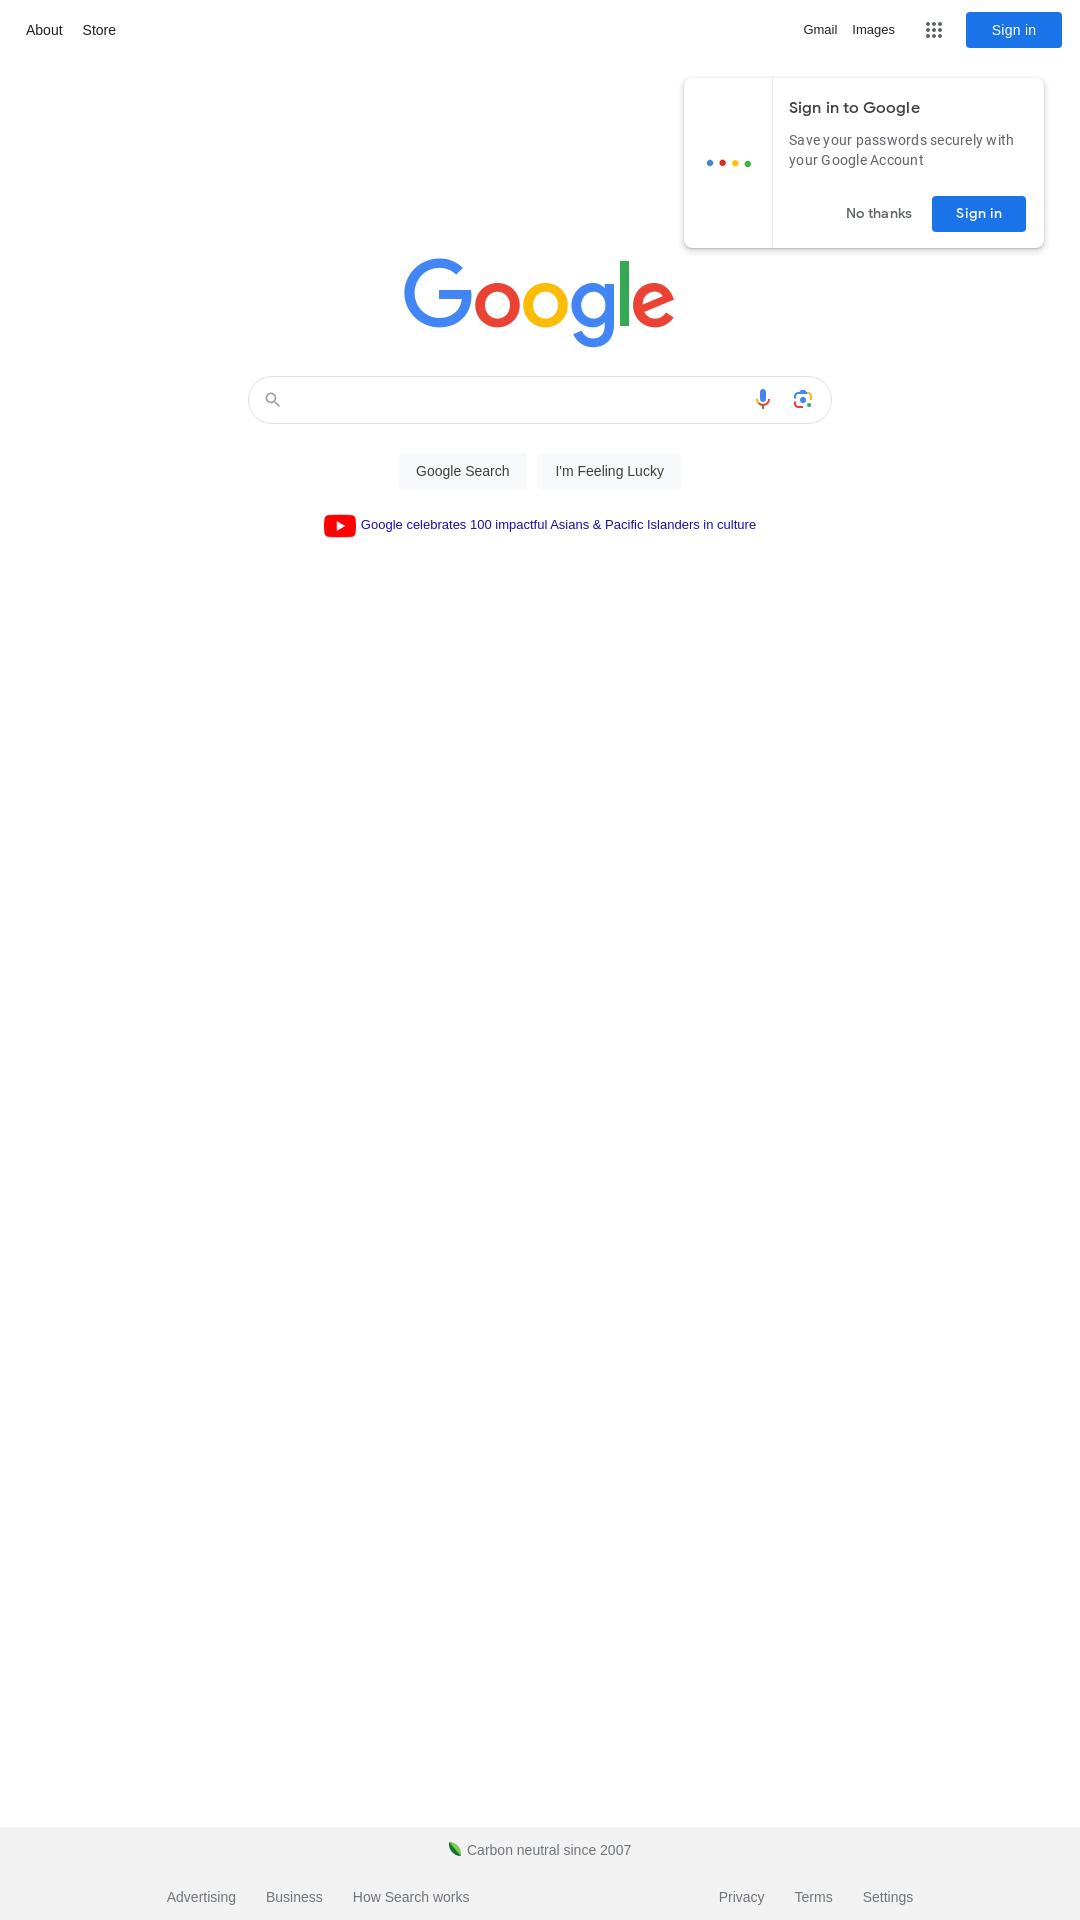 About Store Gmail Images Sign in
Sign in to Google
Save your passwords securely with
your Google Account
No thanks Sign in
Google
Google Search I'm Feeling Lucky
Google celebrates 100 impactful Asians & Pacific Islanders in culture
Carbon neutral since 2007
Advertising Business How Search works Privacy Terms Settings